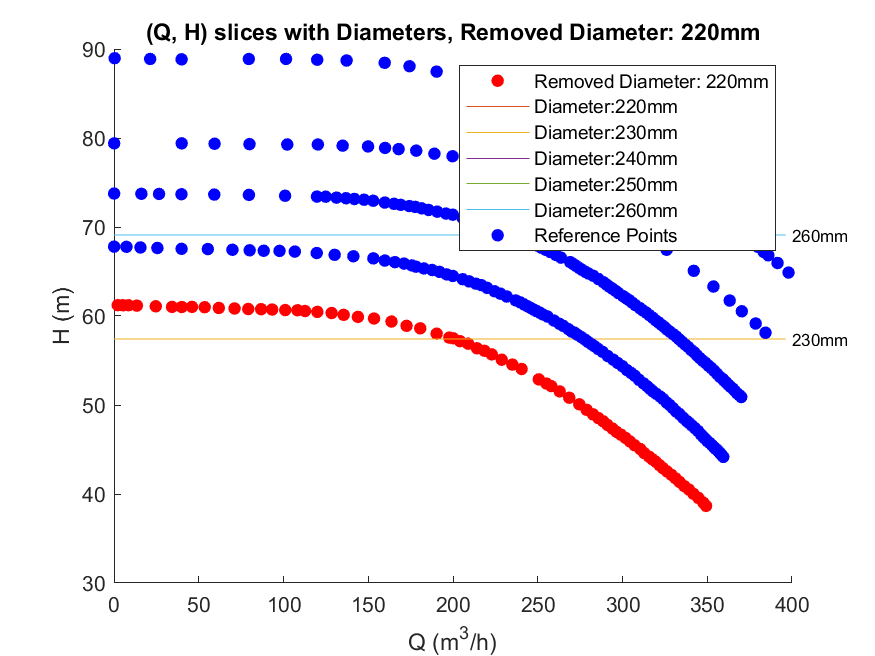 (Q, H) slices with Diameters, Removed Diameter: 220mm
90
80
70
60
50
40
30
H (m)
Removed Diameter: 220mm
Diameter:220mm
Diameter:230mm
Diameter:240mm
Diameter:250mm
Diameter:260mm
Reference Points
260mm
230mm
0 50 100 150 200 250 300 350 400
Q (m³/h)